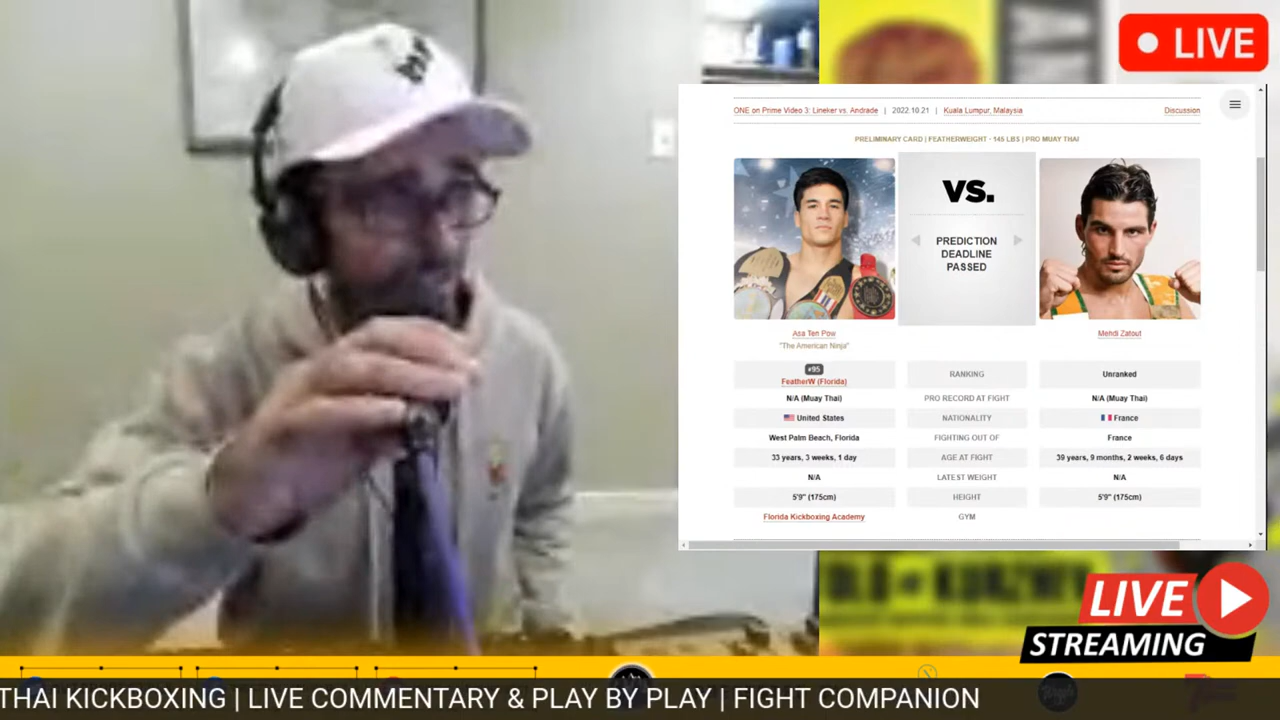 LIVE
ONE on Prime Video 3: Lineker vs. Andrade | 2022.10.21 | Kuala Lumpur, Malaysia
Discussion
PRELIMINARY CARD | FEATHERWEIGHT · 145 LBS | PRO MUAY THAI
VS.
PREDICTION
DEADLINE
PASSED
Asa Ten Pow
Mehdi Zatout
"The American Ninja"
#95
FeatherW (Florida)
RANKING
Unranked
N/A (Muay Thai)
PRO RECORD AT FIGHT
N/A (Muay Thai)
United States
NATIONALITY
France
West Palm Beach, Florida
FIGHTING OUT OF
France
33 years, 3 weeks, 1 day
AGE AT FIGHT
39 years, 9 months, 2 weeks, 6 days
N/A
LATEST WEIGHT
N/A
5'9" (175cm)
HEIGHT
5'9" (175cm)
Florida Kickboxing Academy
GYM
LIVE
STREAMING
THAI KICKBOXING | LIVE COMMENTARY & PLAY BY PLAY | FIGHT COMPANION